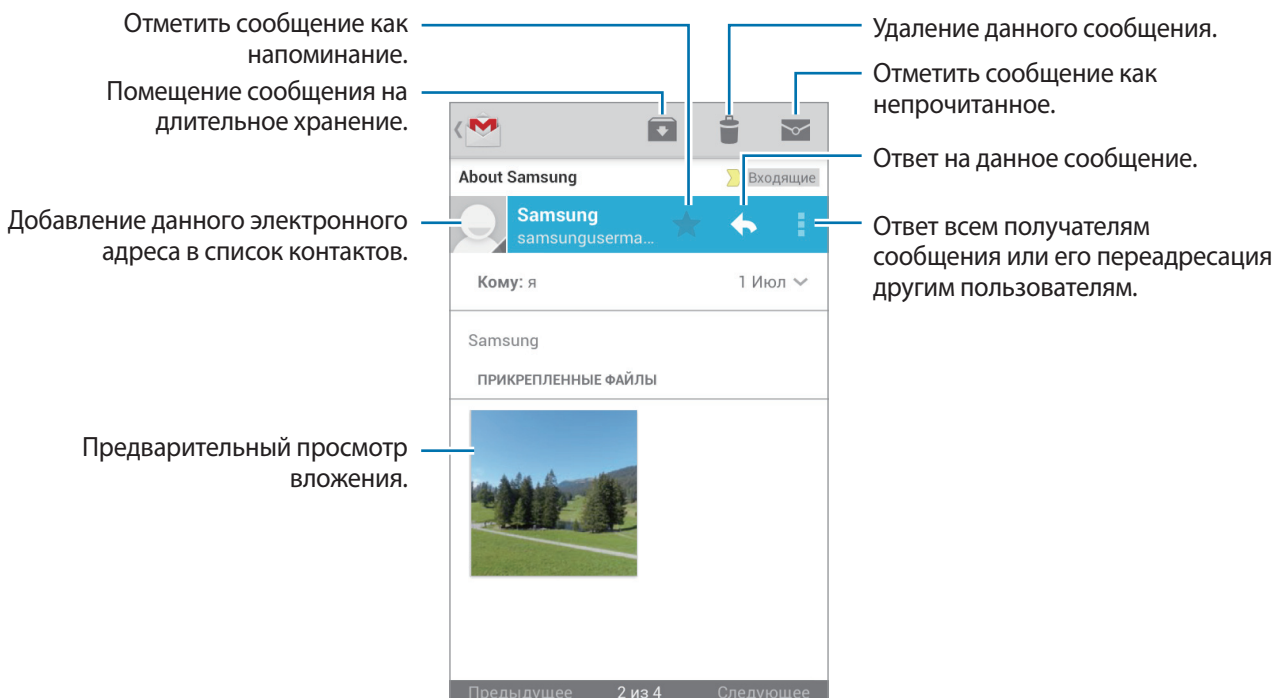 Отметить сообщение как
напоминание.
Помещение сообщения на
длительное хранение.
Добавление данного электронного
адреса в список контактов.
Предварительный просмотр
вложения.
About Samsung
Входящие
Samsung
samsunguserma...
Кому: я
1 Июл
Samsung
ПРИКРЕПЛЕННЫЕ ФАЙЛЫ
Предыдущее
2 из 4
Следующее
Удаление данного сообщения.
Отметить сообщение как
непрочитанное.
Ответ на данное сообщение.
Ответ всем получателям
сообщения или его переадресация
другим пользователям.